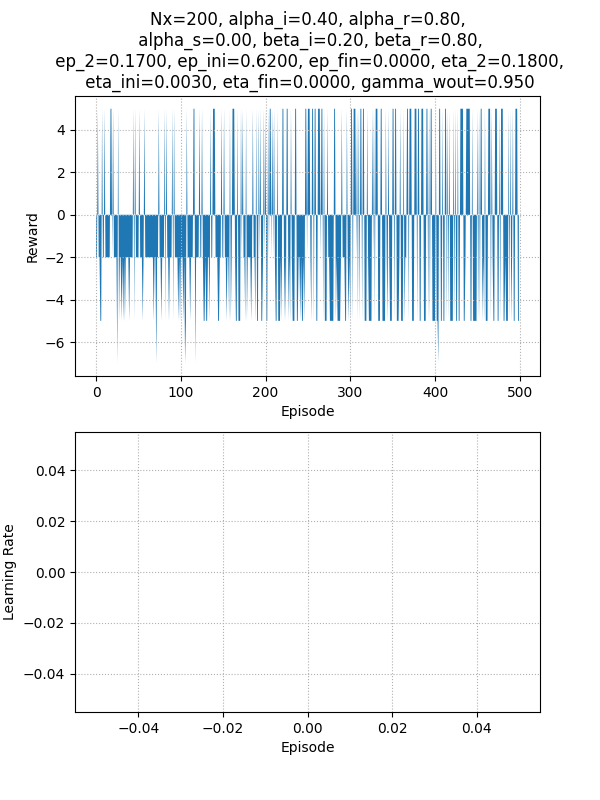 Nx=200, alpha_i=0.40, alpha_r=0.80,
alpha_s=0.00, beta_i=0.20, beta_r=0.80,
ep_2=0.1700, ep_ini=0.6200, ep_fin=0.0000, eta_2=0.1800,
eta_ini=0.0030, eta_fin=0.0000, gamma_wout=0.950
4
2
0
−2
−4
−6
Reward
0 100 200 300 400 500
Episode
0.04
0.02
0.00
−0.02
−0.04
Learning Rate
−0.04 −0.02 0.00 0.02 0.04
Episode